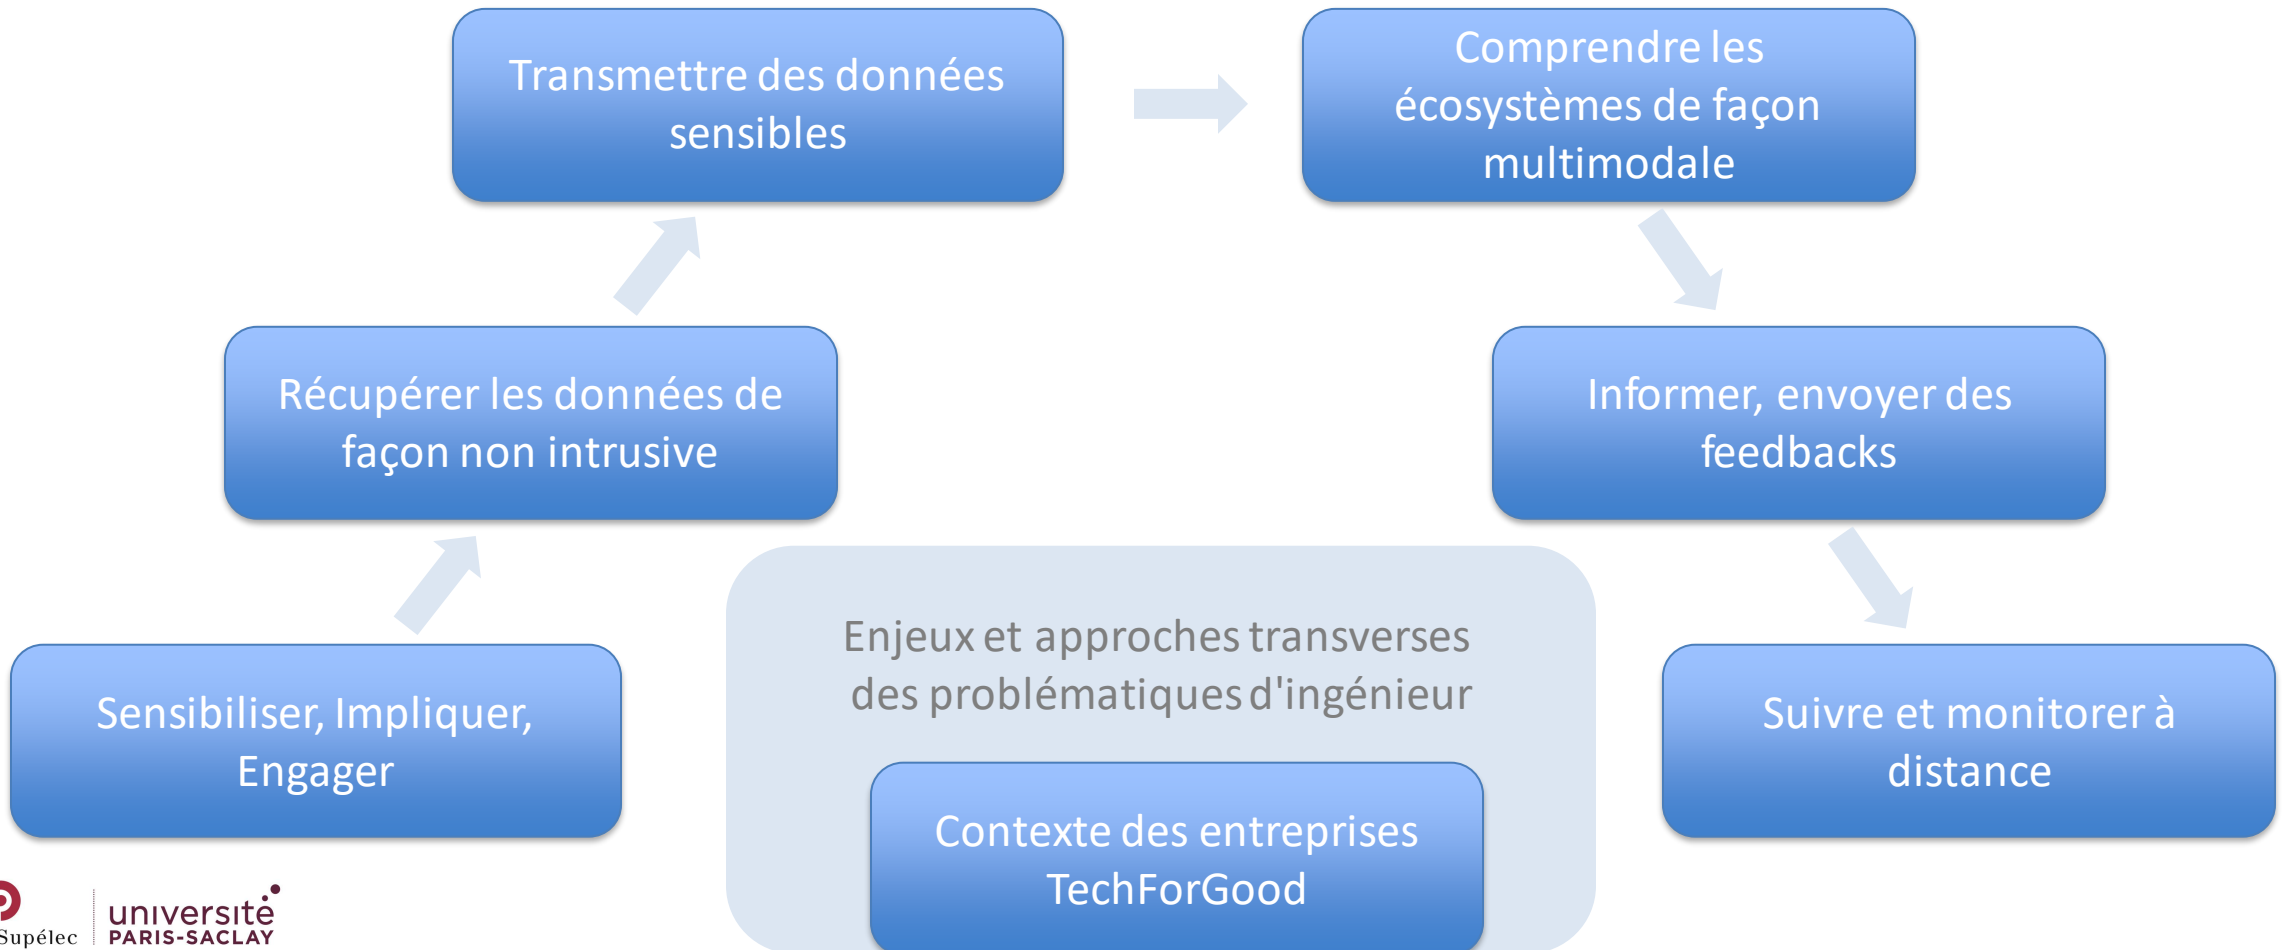 Transmettre des données
sensibles
Comprendre les
écosystèmes de façon
multimodale
Récupérer les données de
façon non intrusive
Informer, envoyer des
feedbacks
Enjeux et approches transverses
des problématiques d'ingénieur
Sensibiliser, Impliquer,
Engager
Suivre et monitorer à
distance
Contexte des entreprises
TechForGood
Supélec
université
PARIS-SACLAY